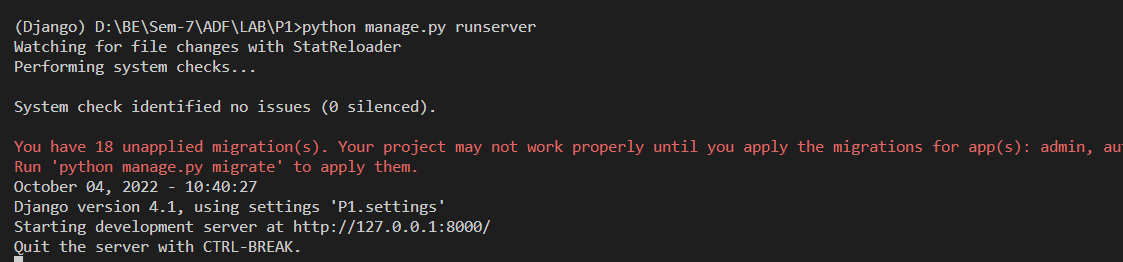 (Django) D:\BE\Sem-7\ADF\LAB\P1>python manage.py runserver
Watching for file changes with StatReloader
Performing system checks...
System check identified no issues (0 silenced).
You have 18 unapplied migration(s). Your project may not work properly until you apply the migrations for app(s): admin, au
Run 'python manage.py migrate' to apply them.
October 04, 2022 - 10:40:27
Django version 4.1, using settings 'P1.settings'
Starting development server at http://127.0.0.1:8000/
Quit the server with CTRL-BREAK.